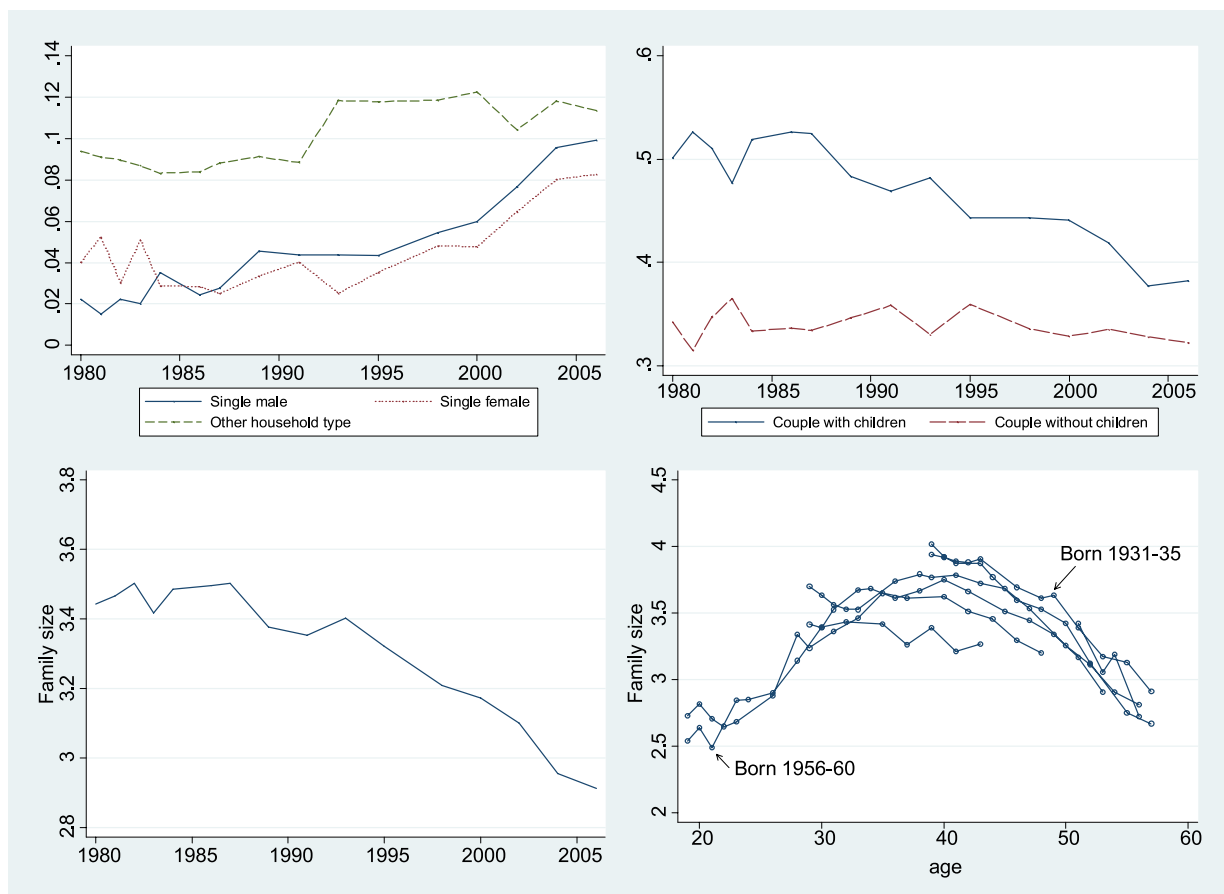 .14
.12
.1
.08
.06
.04
.02
0
1980 1985 1990 1995 2000 2005
Single male Single female
Other household type
.6
.5
.4
.3
1980 1985 1990 1995 2000 2005
Couple with children Couple without children
Family size
3.8
3.6
3.4
3.2
3
2.8
1980 1985 1990 1995 2000 2005
Family size
4.5
4
3.5
3
2.5
2
Born 1931-35
Born 1956-60
20 30 40 50 60
age